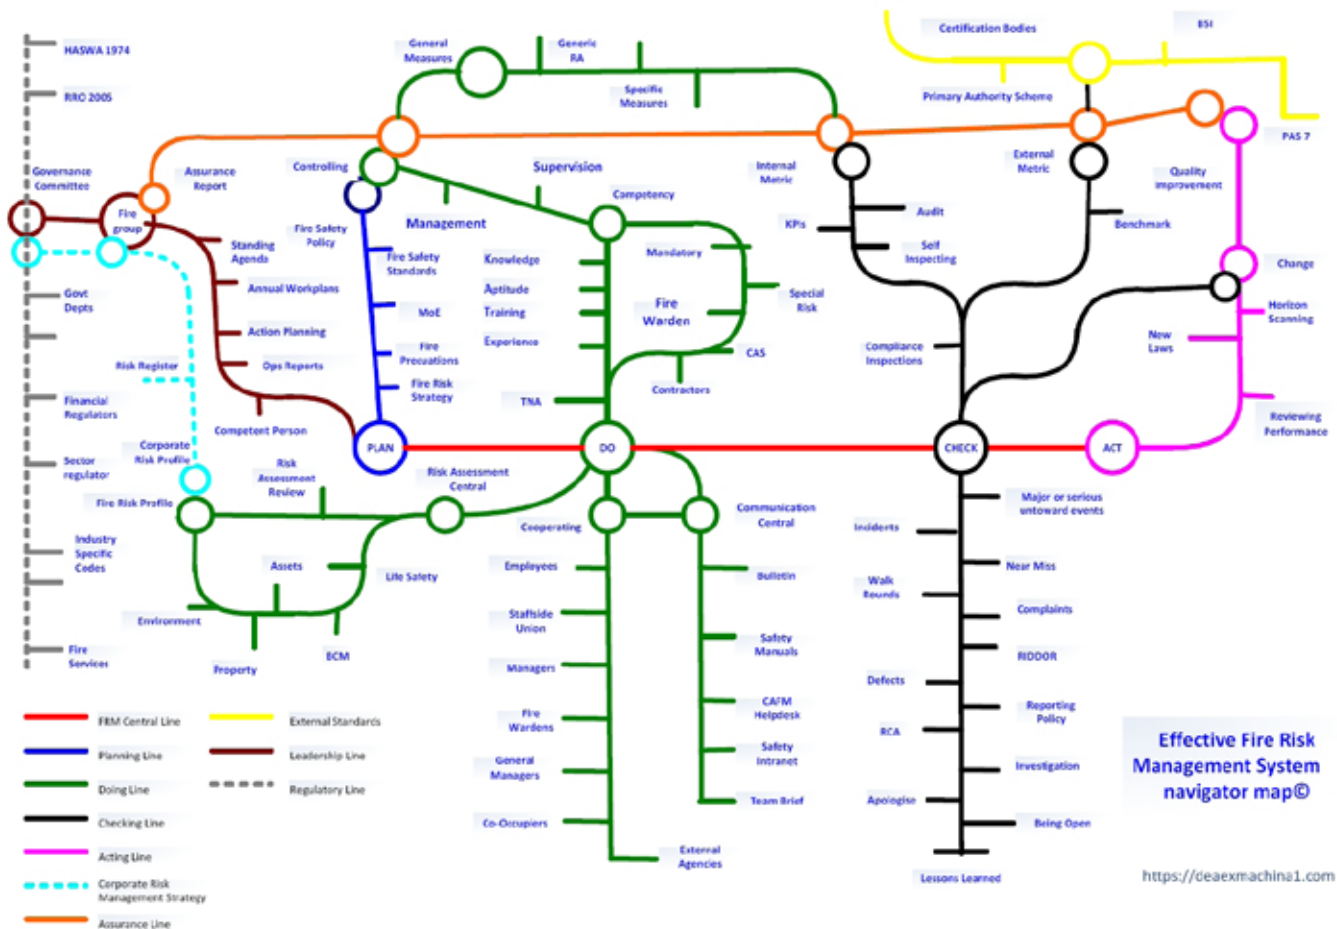 HASWA 1974
RRO 2005
Governance
Committee
Fire
group
Assurance
Report
General
Measures
Generic
RA
Specific
Measures
Certification Bodies
BSI
Primary Authority Scheme
PAS 7
Controlling
Supervision
Management
Competency
Internal
Metric
External
Metric
Quality
Improvement
Fire Safety
Policy
Fire Safety
Standards
MoE
Fire
Precuations
Fire Risk
Strategy
Standing
Agenda
Annual Workplans
Action Planning
Ops Reports
Competent Person
Knowledge
Aptitude
Training
Experience
TNA
Mandatory
Fire
Warden
Special
Risk
CAS
Contractors
KPIs
Audit
Self
Inspecting
Benchmark
Compliance
Inspections
Change
Horizon
Scanning
New
Laws
Reviewing
Performance
Govt
Depts
Risk Register
Financial
Regulators
Corporate
Risk Profile
Sector
regulator
Fire Risk Profile
Industry
Specific
Codes
Fire
Services
PLAN
DO
CHECK
ACT
Risk
Assessment
Review
Risk Assessment
Central
Assets
Life Safety
Environment
Property
BCM
Cooperating
Communication
Central
Employees
Staffside
Union
Managers
Fire
Wardens
General
Managers
Co-Occupiers
External
Agencies
Bulletin
Safety
Manuals
CAFM
Helpdesk
Safety
Intranet
Team Brief
Major or serious
untoward events
Incidents
Near Miss
Walk
Rounds
Complaints
RIDDOR
Defects
Reporting
Policy
RCA
Investigation
Apologise
Being Open
Lessons Learned
FRM Central Line
Planning Line
Doing Line
Checking Line
Acting Line
Corporate Risk
Management Strategy
Assurance Line
External Standards
Leadership Line
Regulatory Line
Effective Fire Risk
Management System
navigator map©
https://deaexmachina1.com